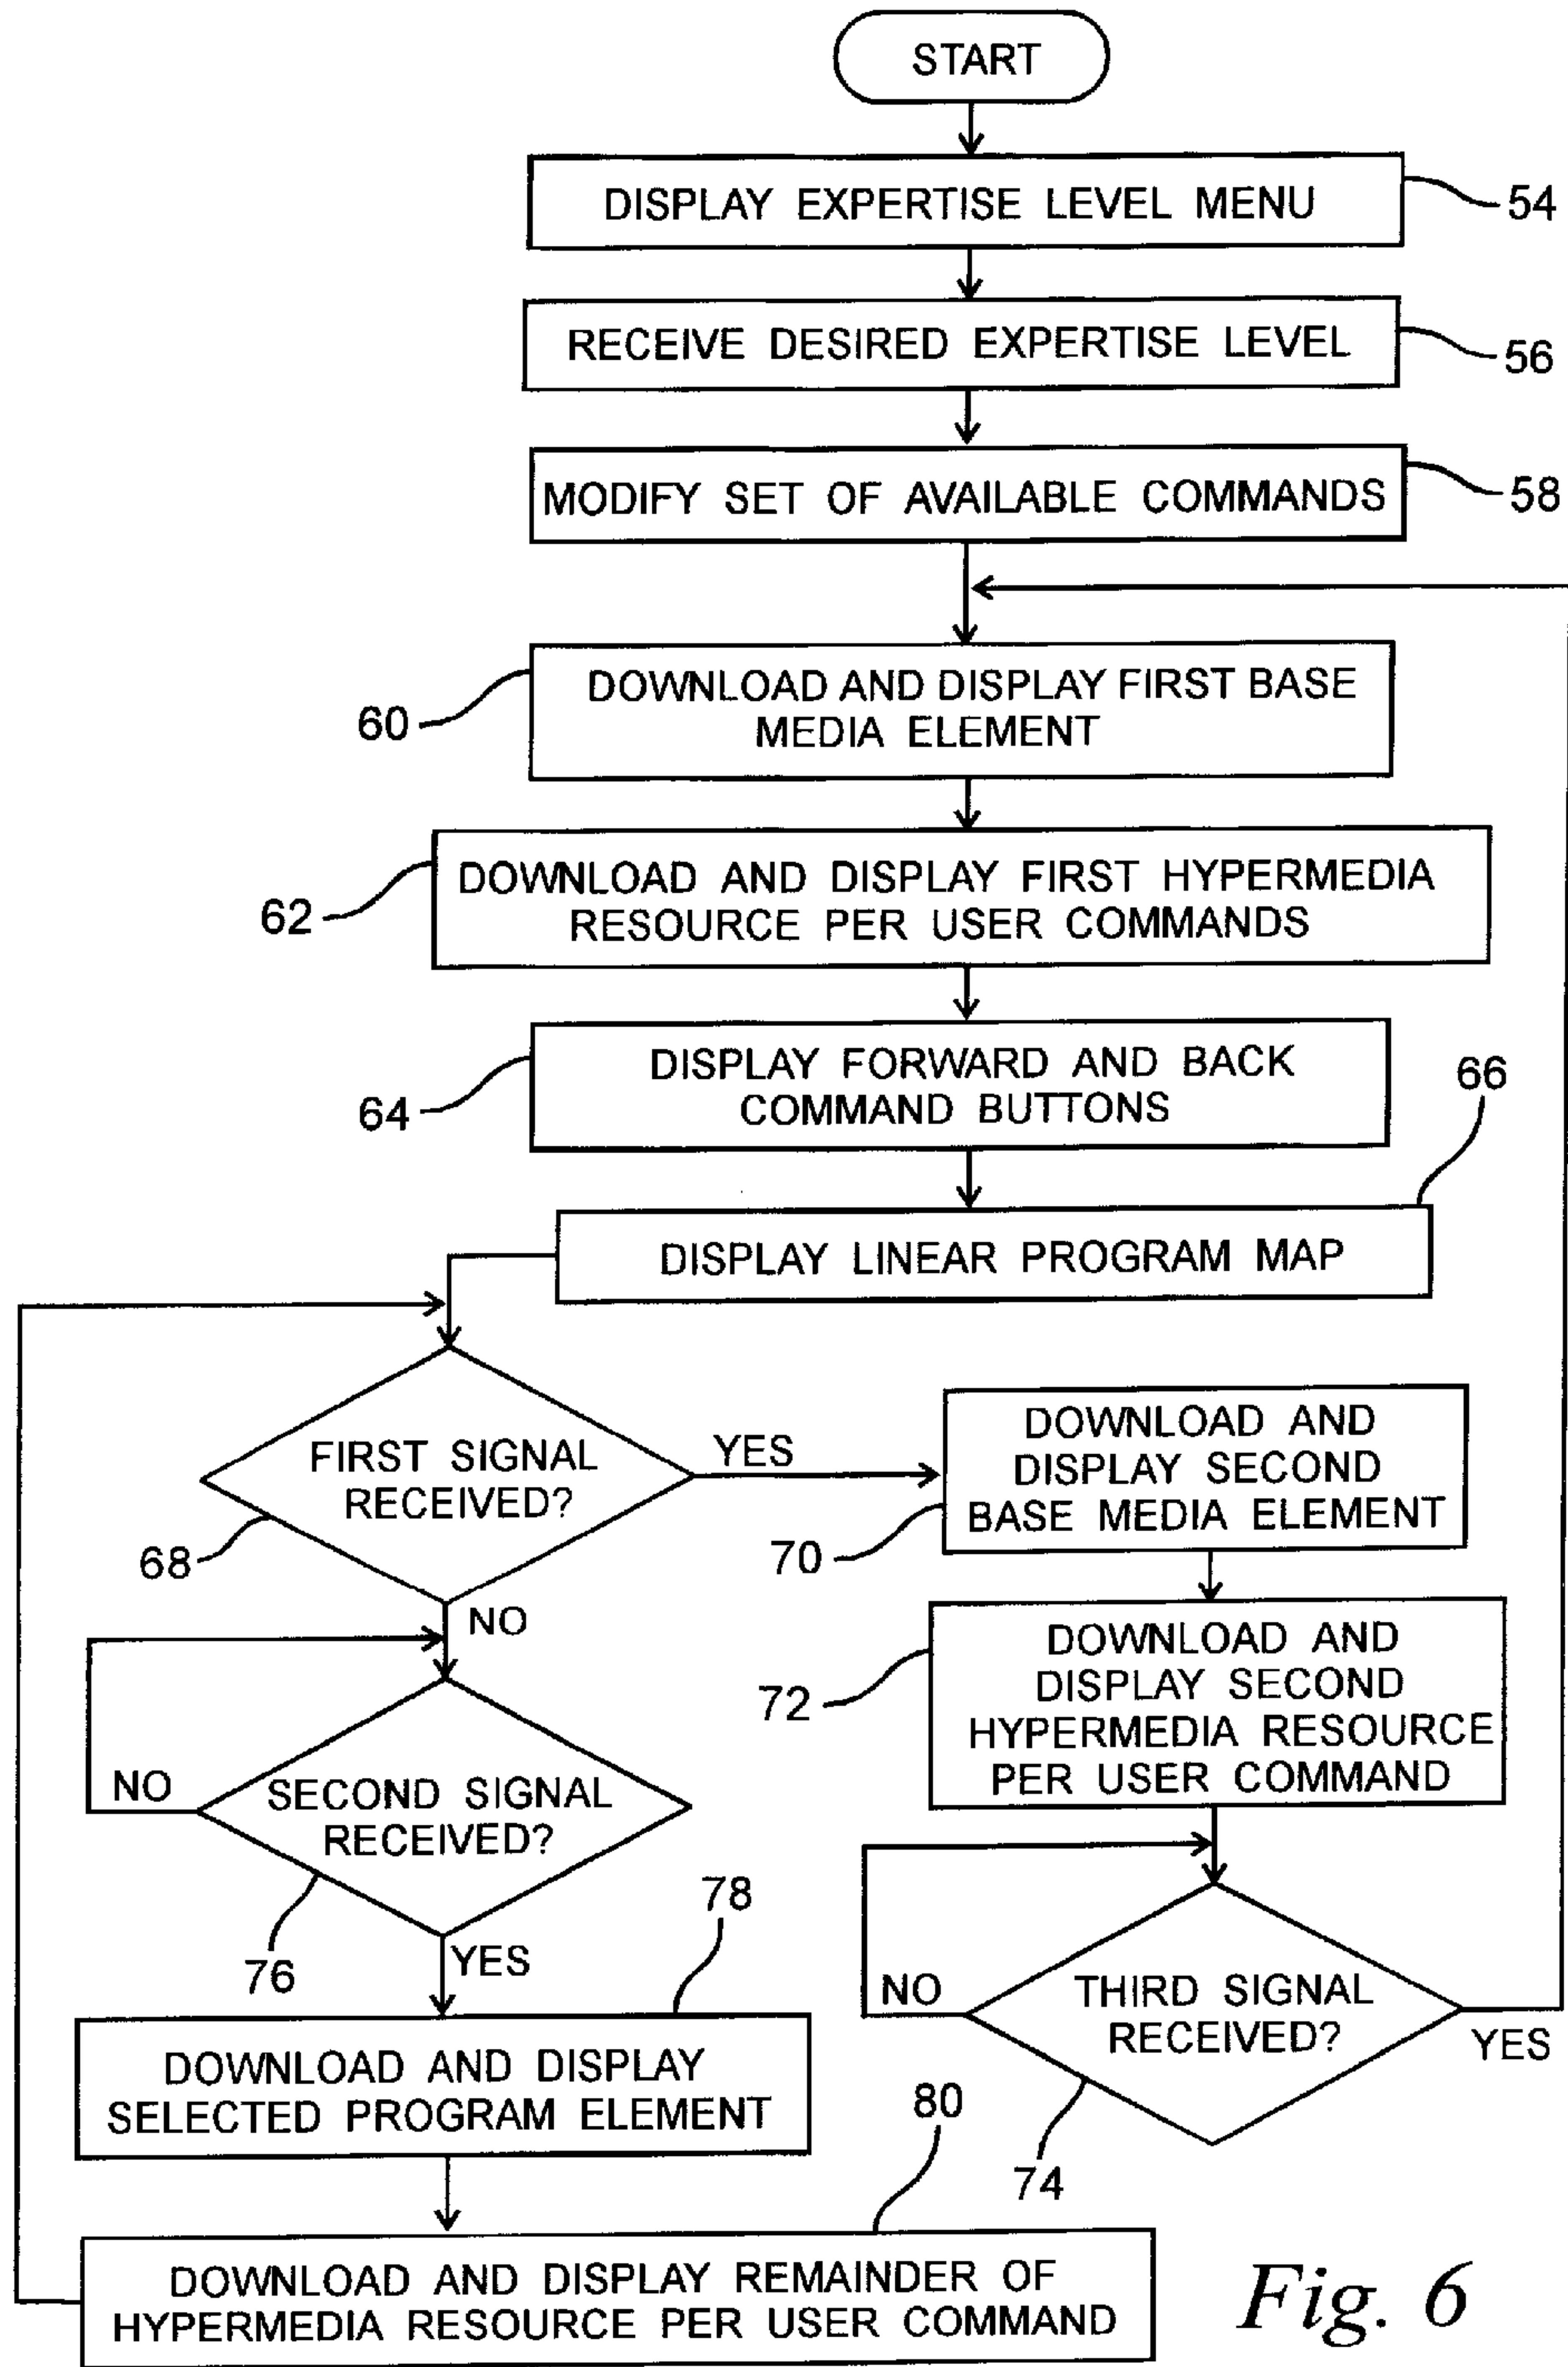 START
DISPLAY EXPERTISE LEVEL MENU
54
RECEIVE DESIRED EXPERTISE LEVEL
56
MODIFY SET OF AVAILABLE COMMANDS
58
DOWNLOAD AND DISPLAY FIRST BASE
MEDIA ELEMENT
60
DOWNLOAD AND DISPLAY FIRST HYPERMEDIA
RESOURCE PER USER COMMANDS
62
DISPLAY FORWARD AND BACK
COMMAND BUTTONS
64
66
DISPLAY LINEAR PROGRAM MAP
FIRST SIGNAL
RECEIVED?
68
YES
NO
DOWNLOAD AND
DISPLAY SECOND
BASE MEDIA ELEMENT
70
DOWNLOAD AND
DISPLAY SECOND
HYPERMEDIA RESOURCE
PER USER COMMAND
72
SECOND SIGNAL
RECEIVED?
NO
76
YES
78
THIRD SIGNAL
RECEIVED?
NO
YES
74
DOWNLOAD AND DISPLAY
SELECTED PROGRAM ELEMENT
80
DOWNLOAD AND DISPLAY REMAINDER OF
HYPERMEDIA RESOURCE PER USER COMMAND
Fig. 6